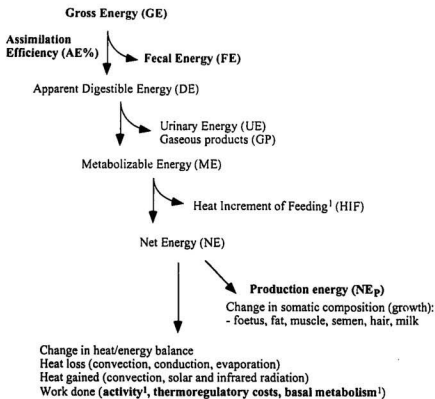 Gross Energy (GE)
Assimilation
Efficiency (AE%)
Fecal Energy (FE)
Apparent Digestible Energy (DE)
Urinary Energy (UE)
Gaseous products (GP)
Metabolizable Energy (ME)
Heat Increment of Feeding¹ (HIF)
Net Energy (NE)
Production energy (NEₚ)
Change in somatic composition (growth):
- foetus, fat, muscle, semen, hair, milk
Change in heat/energy balance
Heat loss (convection, conduction, evaporation)
Heat gained (convection, solar and infrared radiation)
Work done (activity¹, thermoregulatory costs, basal metabolism¹)